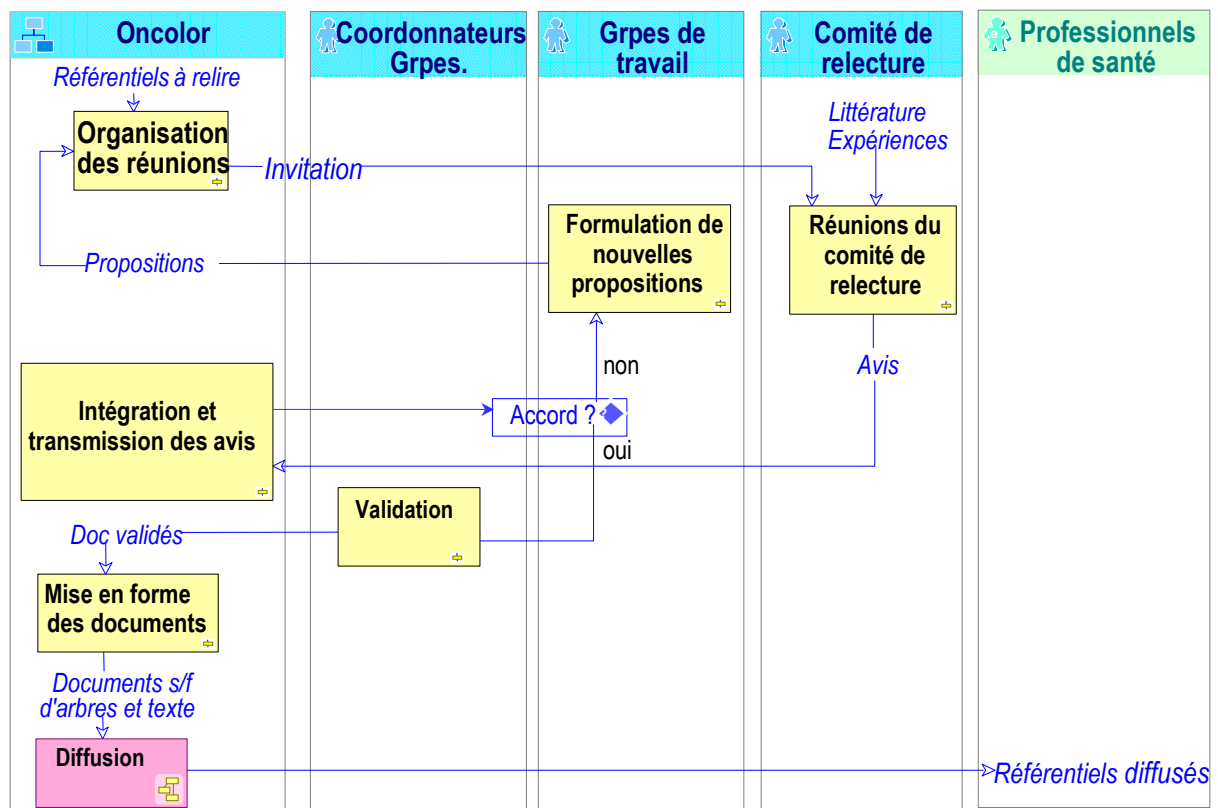 Oncolor
Coordonnateurs
Grpes.
Grpes de
travail
Comité de
relecture
Professionnels
de santé
Référentiels à relire
Organisation
des réunions
Invitation
Littérature
Expériences
Formulation de
nouvelles
propositions
Réunions du
comité de
relecture
Propositions
non
Avis
Intégration et
transmission des avis
Accord ?
oui
Validation
Doc validés
Mise en forme
des documents
Documents s/f
d'arbres et texte
Diffusion
Référentiels diffusés